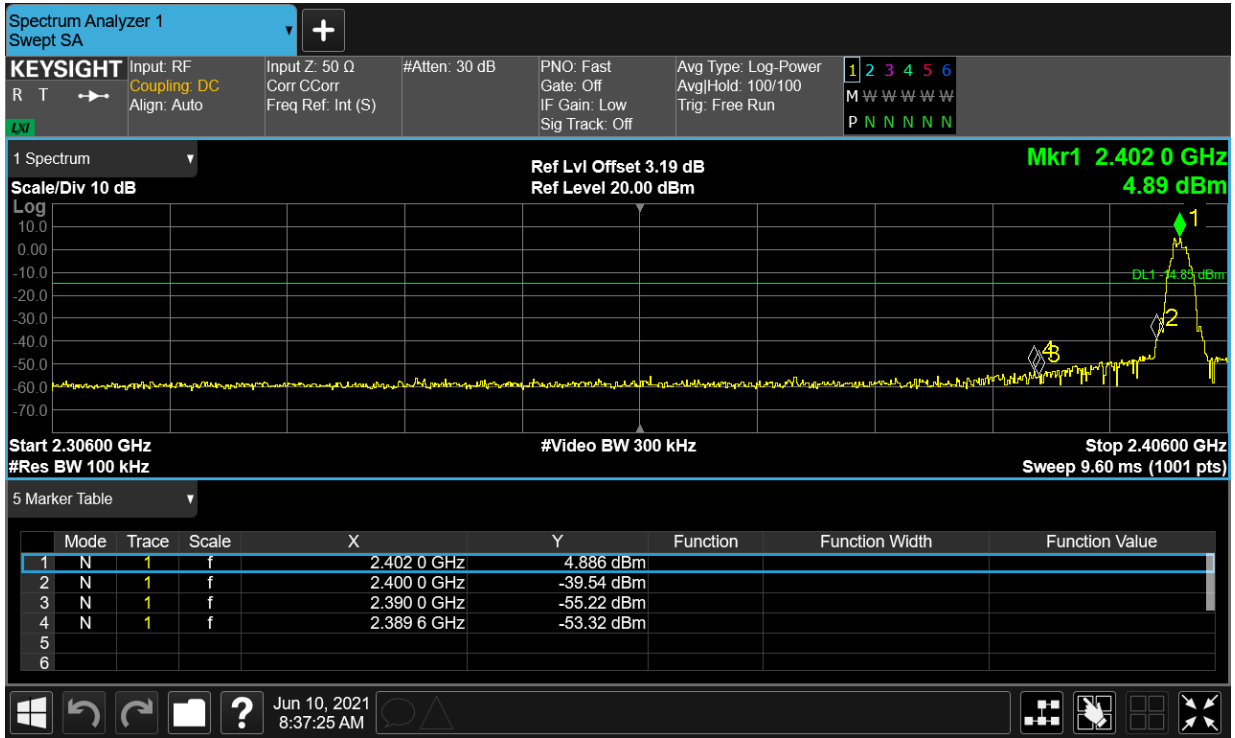 Spectrum Analyzer 1
Swept SA
KEYSIGHT
R T
LXI
Input: RF
Coupling: DC
Align: Auto
Input Z: 50 Ω
Corr CCorr
Freq Ref: Int (S)
#Atten: 30 dB
PNO: Fast
Gate: Off
IF Gain: Low
Sig Track: Off
Avg Type: Log-Power
Avg|Hold: 100/100
Trig: Free Run
1 2 3 4 5 6
M W W W W W
P N N N N N
1 Spectrum
Scale/Div 10 dB
Ref Lvl Offset 3.19 dB
Ref Level 20.00 dBm
Mkr1 2.402 0 GHz
4.89 dBm
Log
10.0
0.00
-10.0
-20.0
-30.0
-40.0
-50.0
-60.0
-70.0
1
DL1 -14.85 dBm
2
4
3
Start 2.30600 GHz
#Video BW 300 kHz
Stop 2.40600 GHz
#Res BW 100 kHz
Sweep 9.60 ms (1001 pts)
5 Marker Table
Mode Trace Scale X Y Function Function Width Function Value
1 N 1 f 2.402 0 GHz 4.886 dBm
2 N 1 f 2.400 0 GHz -39.54 dBm
3 N 1 f 2.390 0 GHz -55.22 dBm
4 N 1 f 2.389 6 GHz -53.32 dBm
5
6
?
Jun 10, 2021
8:37:25 AM